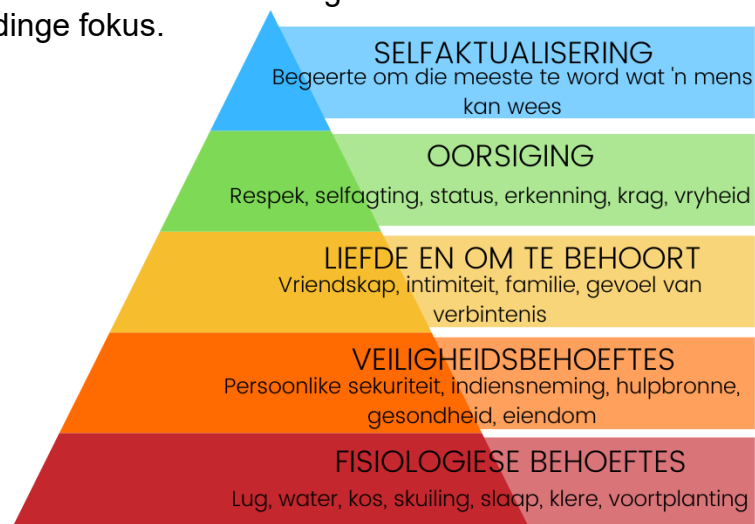 dinge fokus.
SELFAKTUALISERING
Begeerte om die meeste te word wat 'n mens
kan wees
OORSIGING
Respek, selfagting, status, erkenning, krag, vryheid
LIEFDE EN OM TE BEHOORT
Vriendskap, intimiteit, familie, gevoel van
verbintenis
VEILIGHEIDSBEHOEFTES
Persoonlike sekuriteit, indiensneming, hulpbronne,
gesondheid, eiendom
FISIOLOGIESE BEHOEFTES
Lug, water, kos, skuiling, slaap, klere, voortplanting